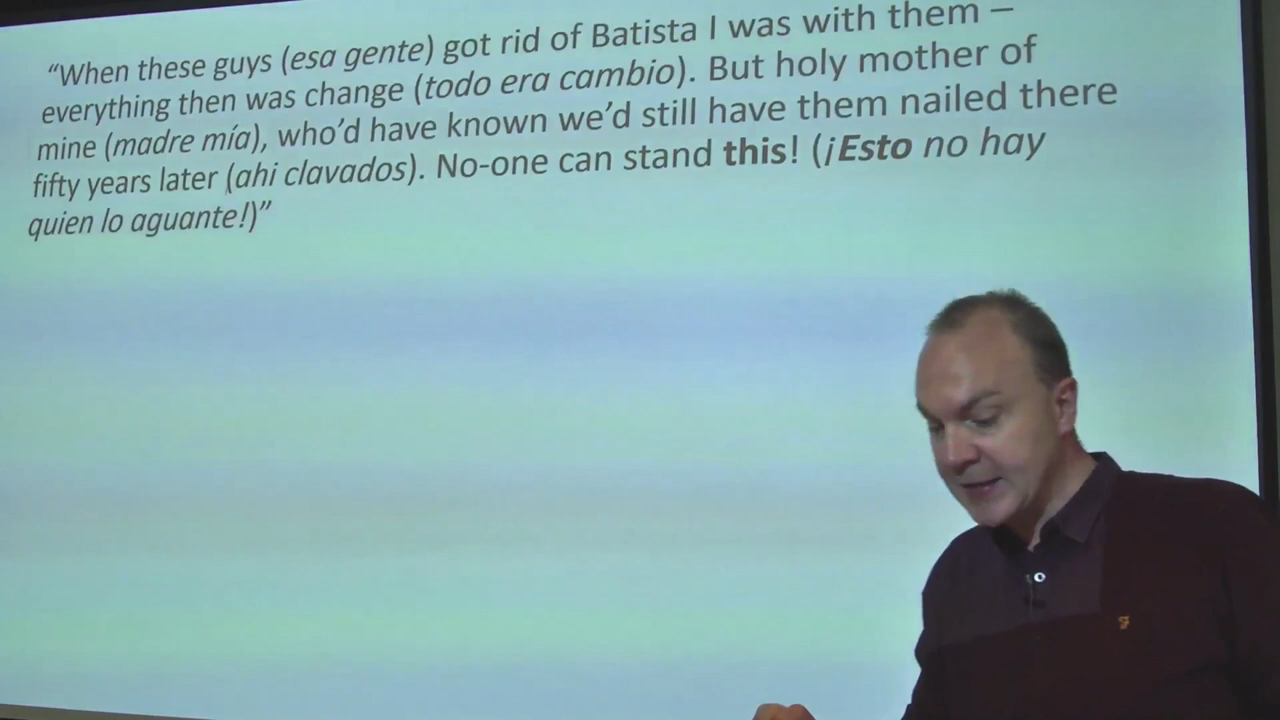 “When these guys (esa gente) got rid of Batista I was with them –
everything then was change (todo era cambio). But holy mother of
mine (madre mía), who’d have known we’d still have them nailed there
fifty years later (ahi clavados). No-one can stand this! (¡Esto no hay
quien lo aguante!)”